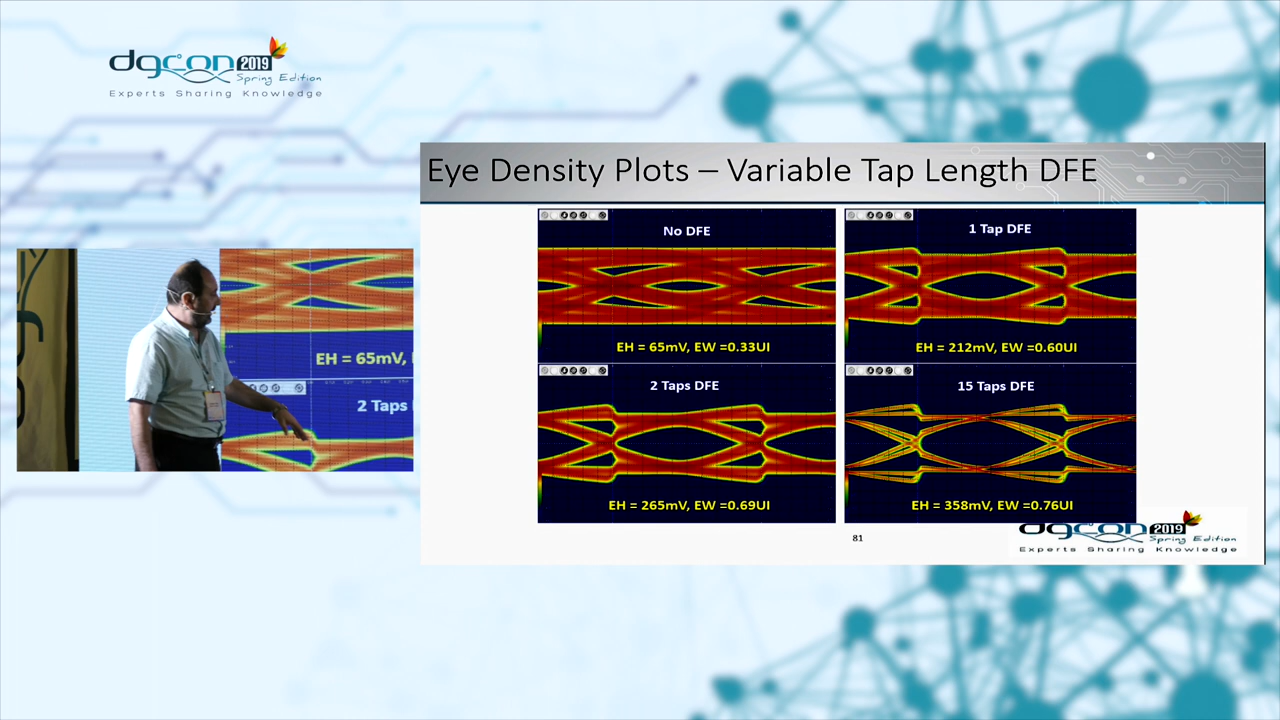 dgcon 2019
Spring Edition
Experts Sharing Knowledge
Eye Density Plots – Variable Tap Length DFE
No DFE
EH = 65mV, EW =0.33UI
1 Tap DFE
EH = 212mV, EW =0.60UI
2 Taps DFE
EH = 265mV, EW =0.69UI
15 Taps DFE
EH = 358mV, EW =0.76UI
81
dgcon 2019
Spring Edition
Experts Sharing Knowledge
EH = 65mV,
2 Taps